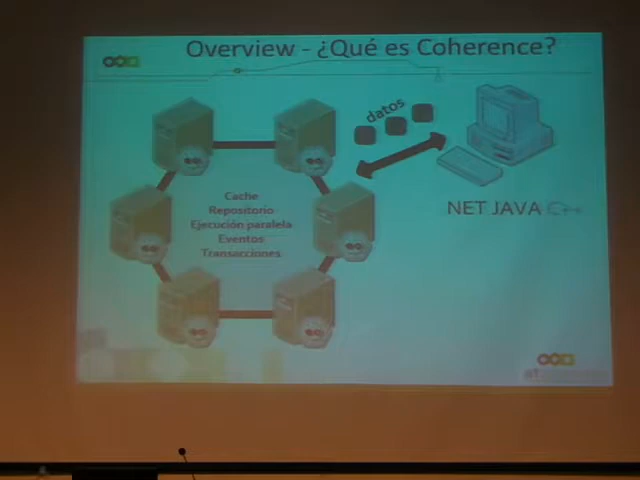 Overview - ¿Qué es Coherence?
datos
NET JAVA C++
Cache
Repositorio
Ejecución paralela
Eventos
Transacciones